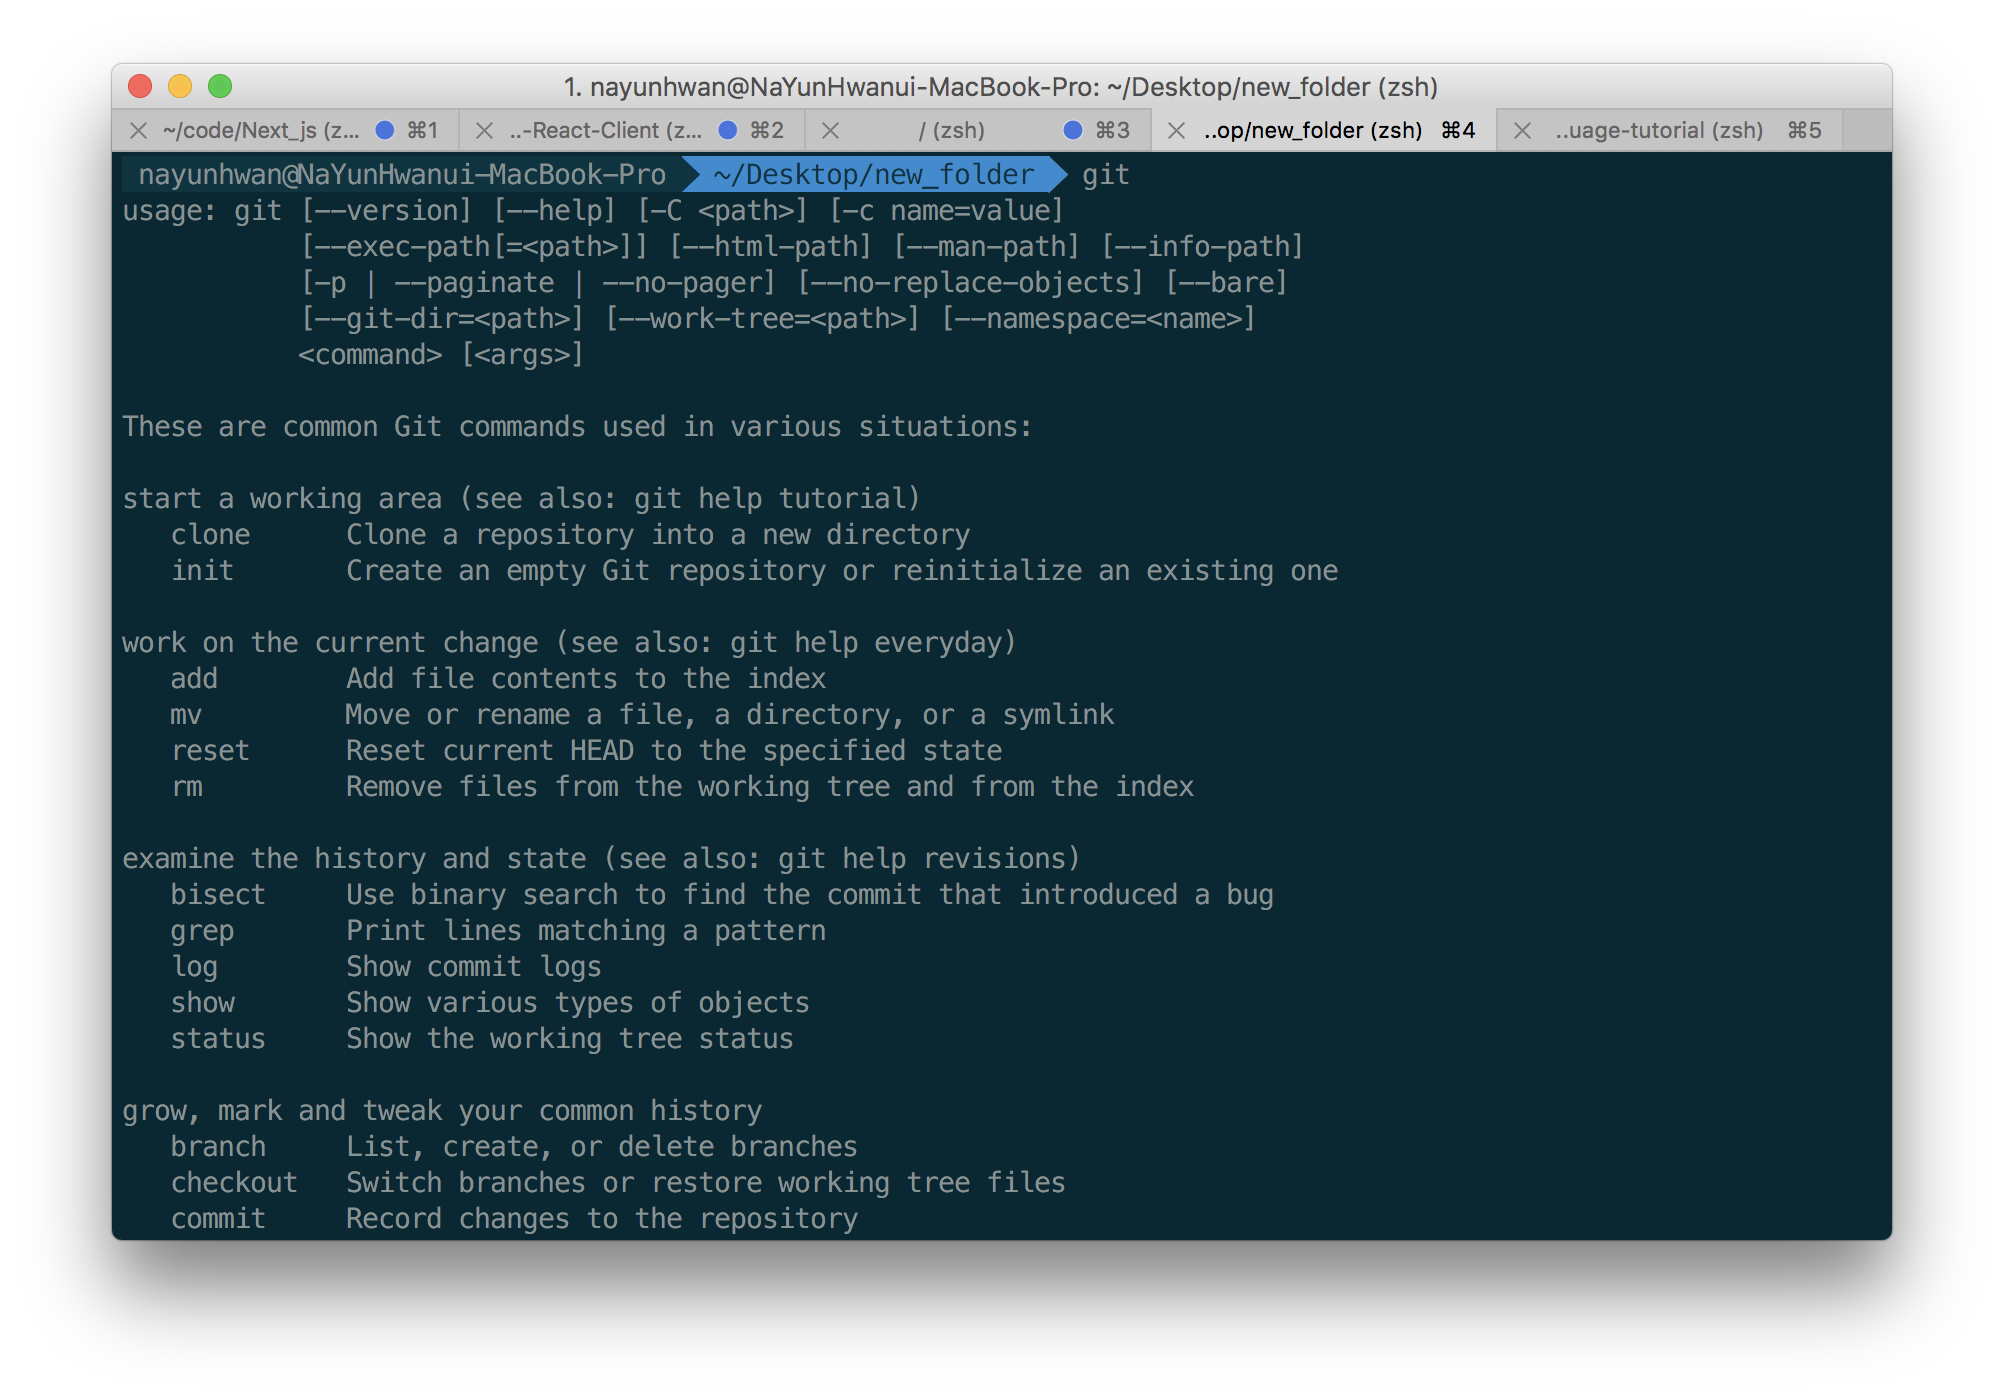 1. nayunhwan@NaYunHwanui-MacBook-Pro: ~/Desktop/new_folder (zsh)
~/code/Next_js (z... ⌘1 ..-React-Client (z... ⌘2 / (zsh) ⌘3 ..op/new_folder (zsh) ⌘4 ..uage-tutorial (zsh) ⌘5
nayunhwan@NaYunHwanui-MacBook-Pro ~/Desktop/new_folder git
usage: git [--version] [--help] [-C <path>] [-c name=value]
           [--exec-path[=<path>]] [--html-path] [--man-path] [--info-path]
           [-p | --paginate | --no-pager] [--no-replace-objects] [--bare]
           [--git-dir=<path>] [--work-tree=<path>] [--namespace=<name>]
           <command> [<args>]

These are common Git commands used in various situations:

start a working area (see also: git help tutorial)
   clone      Clone a repository into a new directory
   init       Create an empty Git repository or reinitialize an existing one

work on the current change (see also: git help everyday)
   add        Add file contents to the index
   mv         Move or rename a file, a directory, or a symlink
   reset      Reset current HEAD to the specified state
   rm         Remove files from the working tree and from the index

examine the history and state (see also: git help revisions)
   bisect     Use binary search to find the commit that introduced a bug
   grep       Print lines matching a pattern
   log        Show commit logs
   show       Show various types of objects
   status     Show the working tree status

grow, mark and tweak your common history
   branch     List, create, or delete branches
   checkout   Switch branches or restore working tree files
   commit     Record changes to the repository